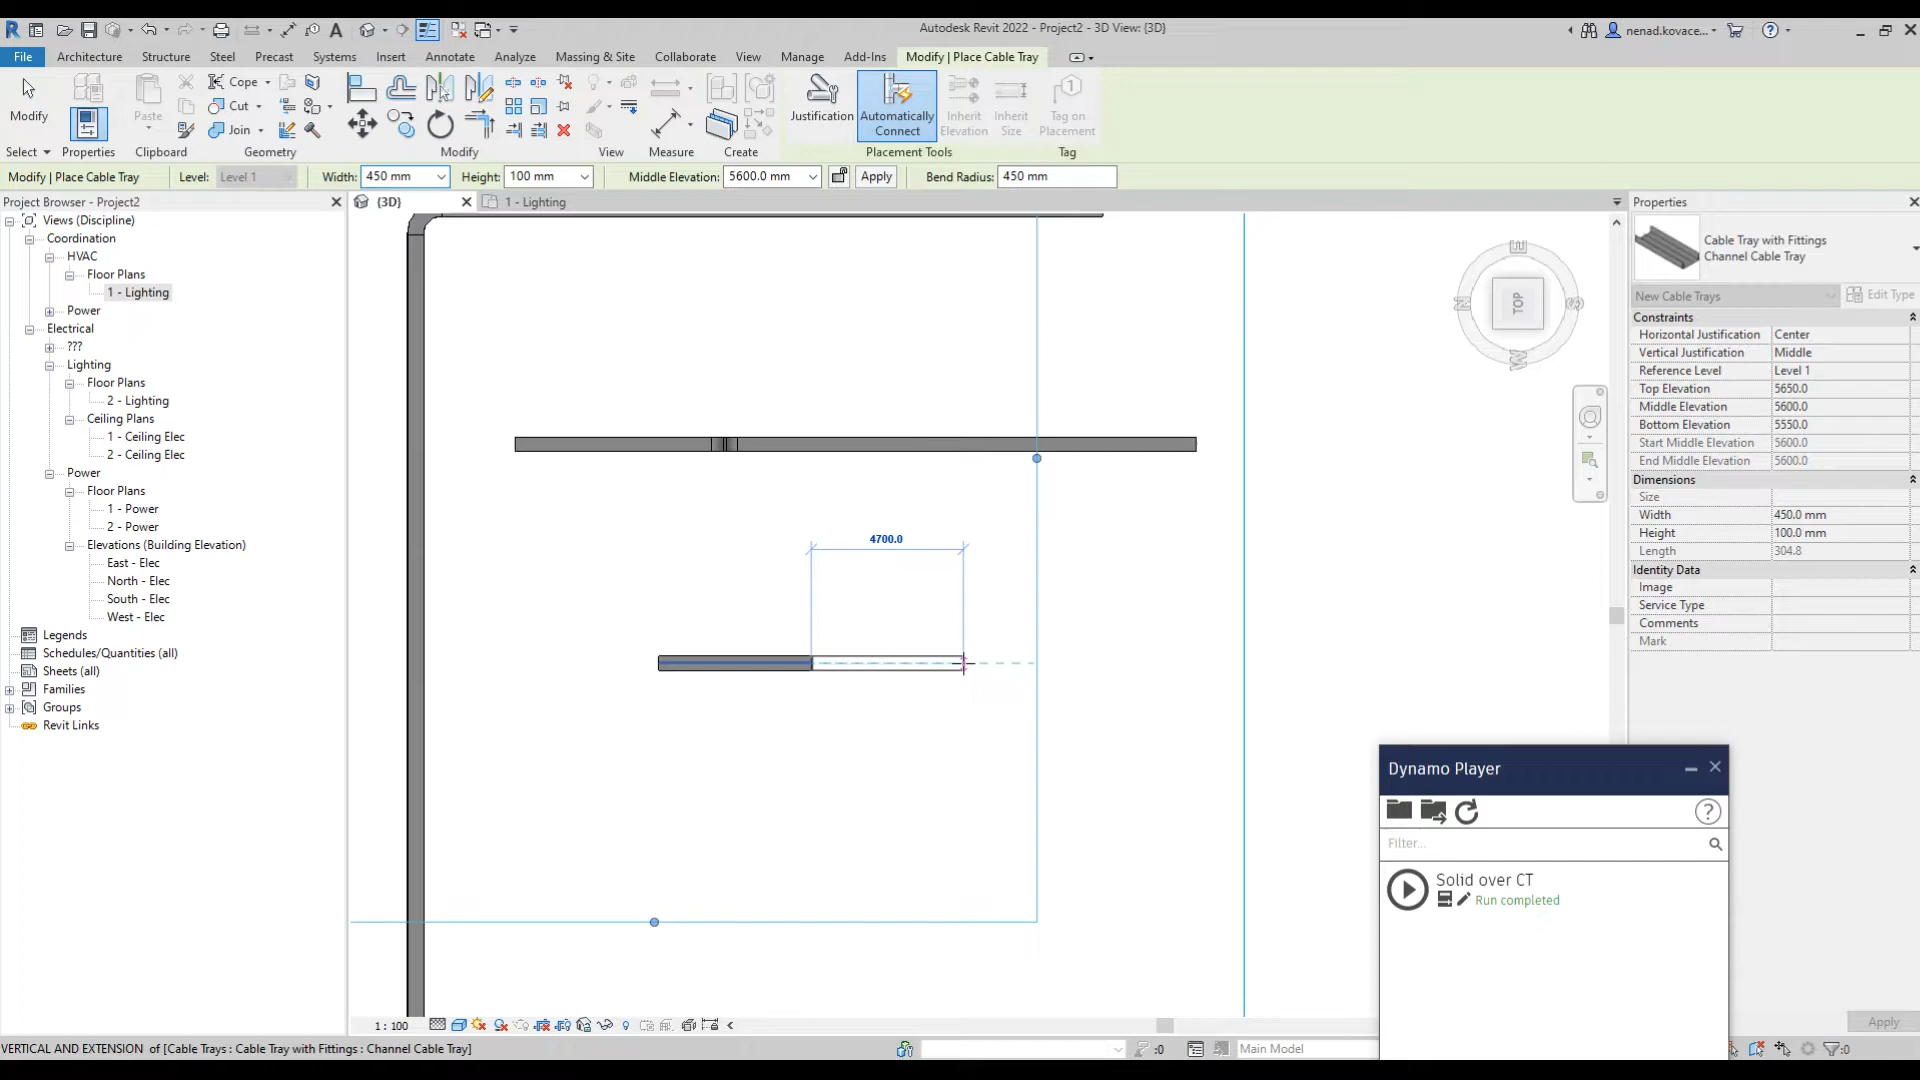 Autodesk Revit 2022 - Project2 - 3D View: {3D}
nenad.kovace...
File Architecture Structure Steel Precast Systems Insert Annotate Analyze Massing & Site Collaborate View Manage Add-Ins Modify | Place Cable Tray
Modify
Paste
Cope
Cut
Join
Justification
Automatically Connect
Inherit Elevation
Inherit Size
Tag on Placement
Select Properties Clipboard Geometry Modify View Measure Create Placement Tools Tag
Modify | Place Cable Tray Level: Level 1 Width: 450 mm Height: 100 mm Middle Elevation: 5600.0 mm Apply Bend Radius: 450 mm
Project Browser - Project2
{3D}
1 - Lighting
Views (Discipline)
Coordination
HVAC
Floor Plans
1 - Lighting
Power
Electrical
???
Lighting
Floor Plans
2 - Lighting
Ceiling Plans
1 - Ceiling Elec
2 - Ceiling Elec
Power
Floor Plans
1 - Power
2 - Power
Elevations (Building Elevation)
East - Elec
North - Elec
South - Elec
West - Elec
Legends
Schedules/Quantities (all)
Sheets (all)
Families
Groups
Revit Links
4700.0
E
N
TOP
S
W
Properties
Cable Tray with Fittings
Channel Cable Tray
New Cable Trays Edit Type
Constraints
Horizontal Justification Center
Vertical Justification Middle
Reference Level Level 1
Top Elevation 5650.0
Middle Elevation 5600.0
Bottom Elevation 5550.0
Start Middle Elevation 5600.0
End Middle Elevation 5600.0
Dimensions
Size
Width 450.0 mm
Height 100.0 mm
Length 304.8
Identity Data
Image
Service Type
Comments
Mark
Apply
Dynamo Player
Filter...
Solid over CT
Run completed
1 : 100
VERTICAL AND EXTENSION of [Cable Trays : Cable Tray with Fittings : Channel Cable Tray]
:0
Main Model
:0